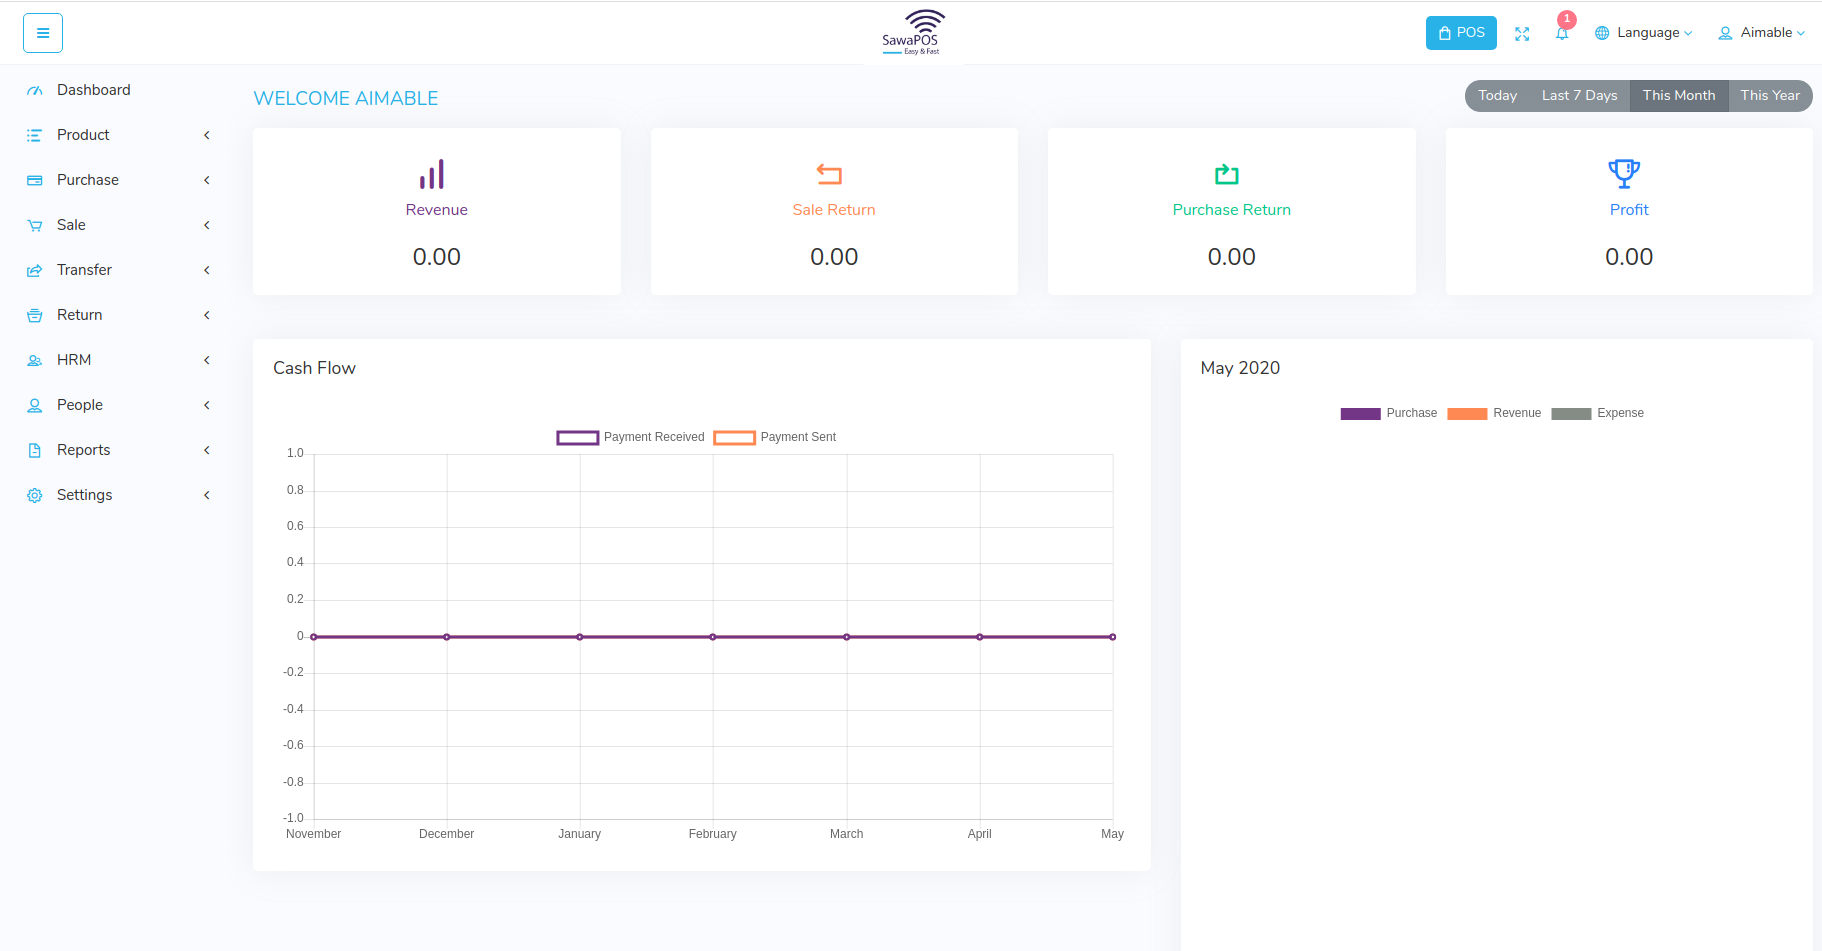 SawaPOS
Easy & Fast
POS
1
Language
Aimable
Dashboard
Product
Purchase
Sale
Transfer
Return
HRM
People
Reports
Settings
WELCOME AIMABLE
Today Last 7 Days This Month This Year
Revenue
0.00
Sale Return
0.00
Purchase Return
0.00
Profit
0.00
Cash Flow
Payment Received Payment Sent
1.0
0.8
0.6
0.4
0.2
0
-0.2
-0.4
-0.6
-0.8
-1.0
November December January February March April May
May 2020
Purchase Revenue Expense